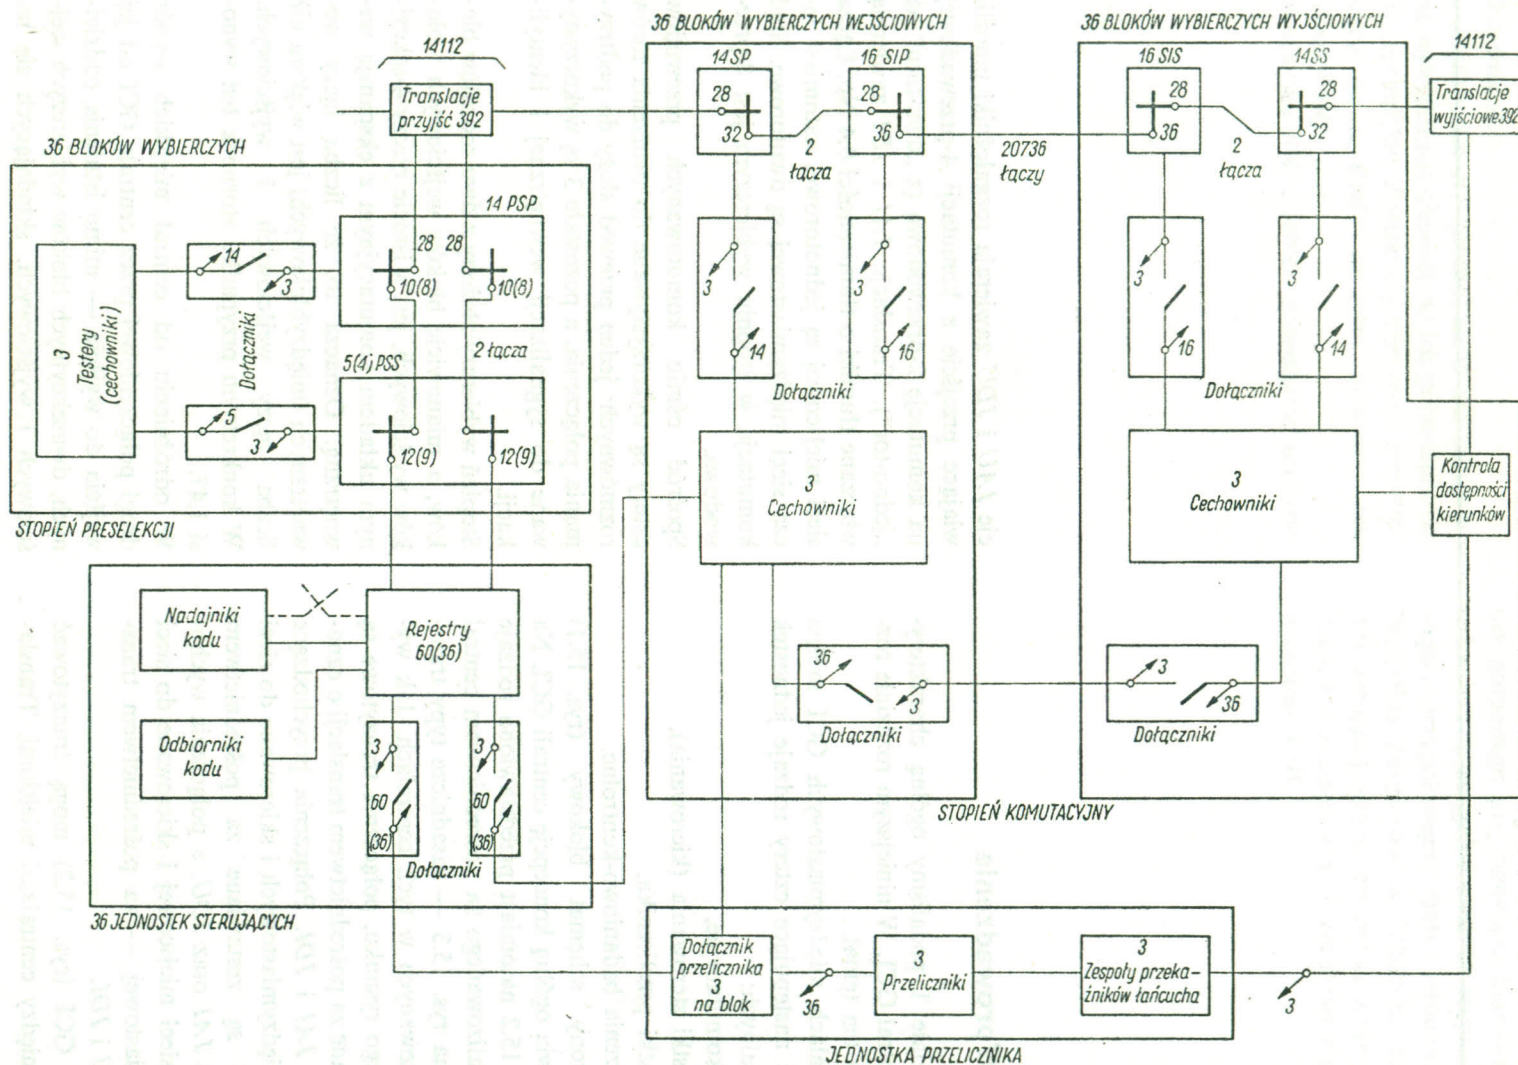 36 BLOKÓW WYBIERCZYCH WEJŚCIOWYCH
36 BLOKÓW WYBIERCZYCH WYJŚCIOWYCH
14112
14 SP
16 SIP
16 SIS
14SS
14112
Translacje
przyjść 392
28
32
28
36
2
łącza
20736
łączy
28
36
2
łącza
28
32
Translacje
wyjściowe392
36 BLOKÓW WYBIERCZYCH
14 PSP
3
Testery
(cechowniki)
14
3
Dołączniki
28
28
10(8)
10(8)
2 łącza
5(4) PSS
5
3
12(9)
12(9)
STOPIEŃ PRESELEKCJI
3
14
3
16
Dołączniki
3
16
3
14
Dołączniki
3
Cechowniki
3
Cechowniki
Kontrola
dostępności
kierunków
Nadajniki
kodu
Rejestry
60(36)
Odbiorniki
kodu
3
60
(36)
3
60
(36)
Dołączniki
36 JEDNOSTEK STERUJĄCYCH
36
3
Dołączniki
3
36
Dołączniki
STOPIEŃ KOMUTACYJNY
Dołącznik
przelicznika
3
na blok
36
3
Przeliczniki
3
Zespoły przeka-
źników łańcucha
3
JEDNOSTKA PRZELICZNIKA